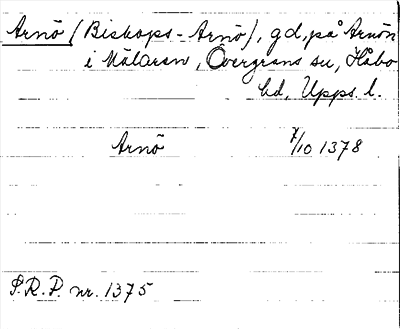 Arnö (Biskops-Arnö), gd, på Arnön
i Mälaren, Övergrans sn, Håbo
hd, Upps. l.
Arnö 7/10 1378
S.R.P. nr. 1375